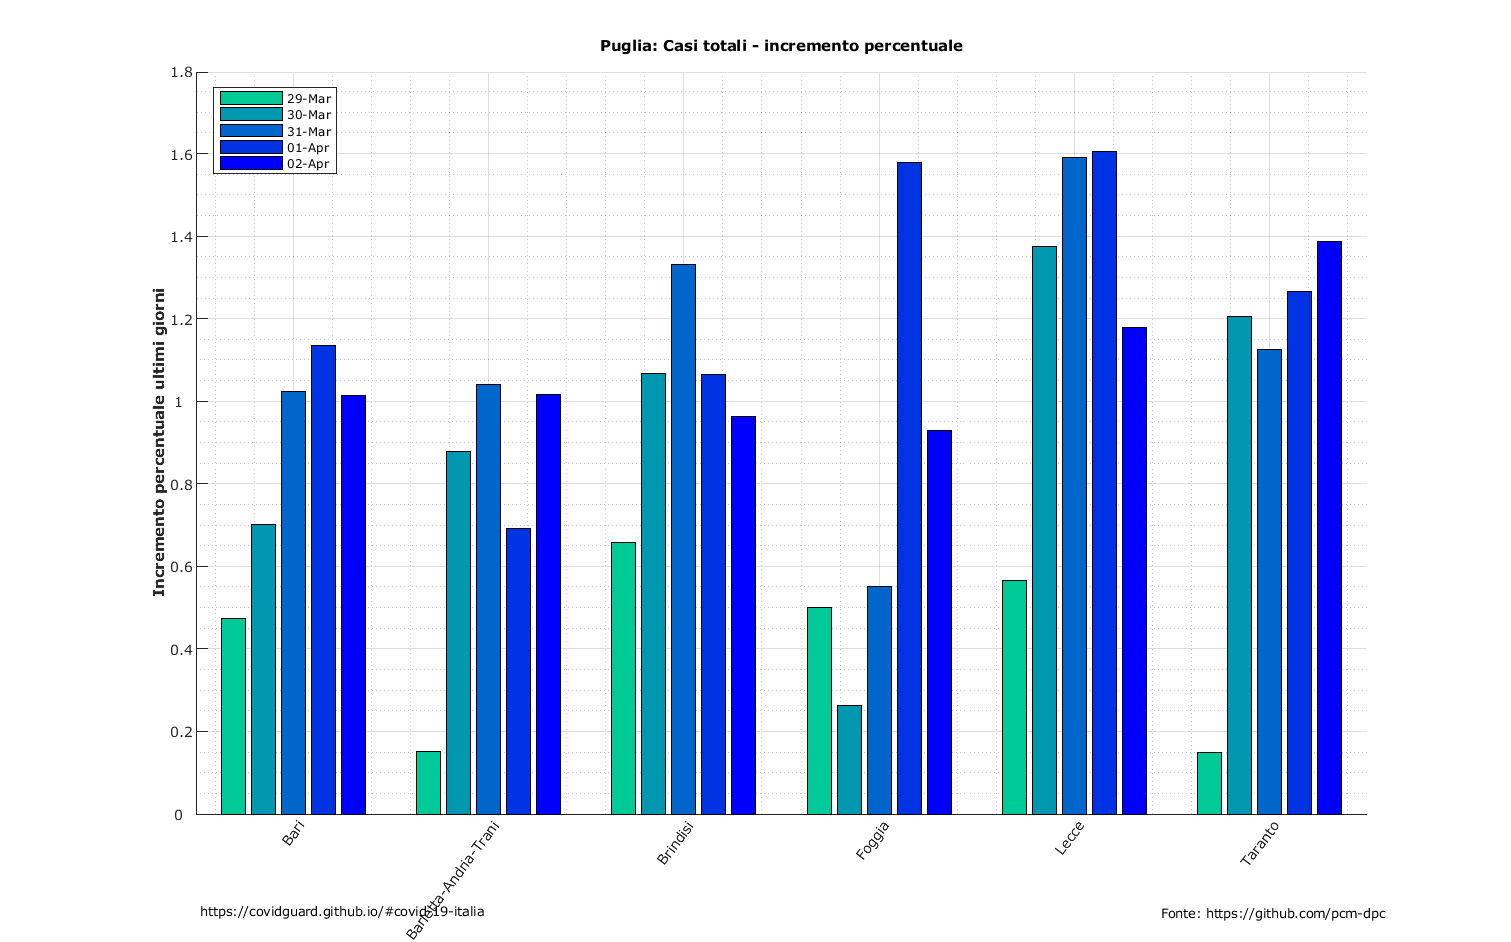 Puglia: Casi totali - incremento percentuale
Incremento percentuale ultimi giorni
1.8
1.6
1.4
1.2
1
0.8
0.6
0.4
0.2
0
29-Mar
30-Mar
31-Mar
01-Apr
02-Apr
Bari
Barletta-Andria-Trani
Brindisi
Foggia
Lecce
Taranto
https://covidguard.github.io/#covid-19-italia
Fonte: https://github.com/pcm-dpc